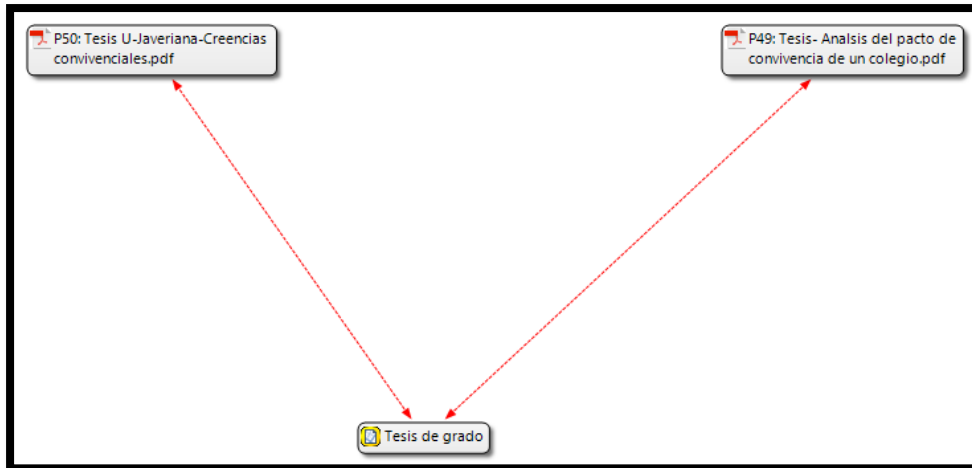 P50: Tesis U-Javeriana-Creencias
convivenciales.pdf
P49: Tesis- Analsis del pacto de
convivencia de un colegio.pdf
Tesis de grado